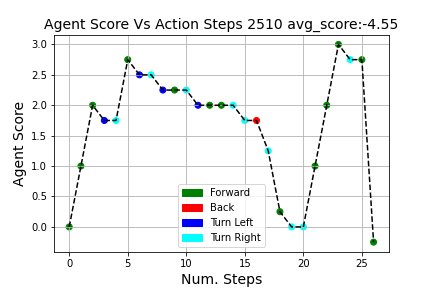 Agent Score Vs Action Steps 2510 avg_score:-4.55
Agent Score
3.0
2.5
2.0
1.5
1.0
0.5
0.0
Forward
Back
Turn Left
Turn Right
0 5 10 15 20 25
Num. Steps